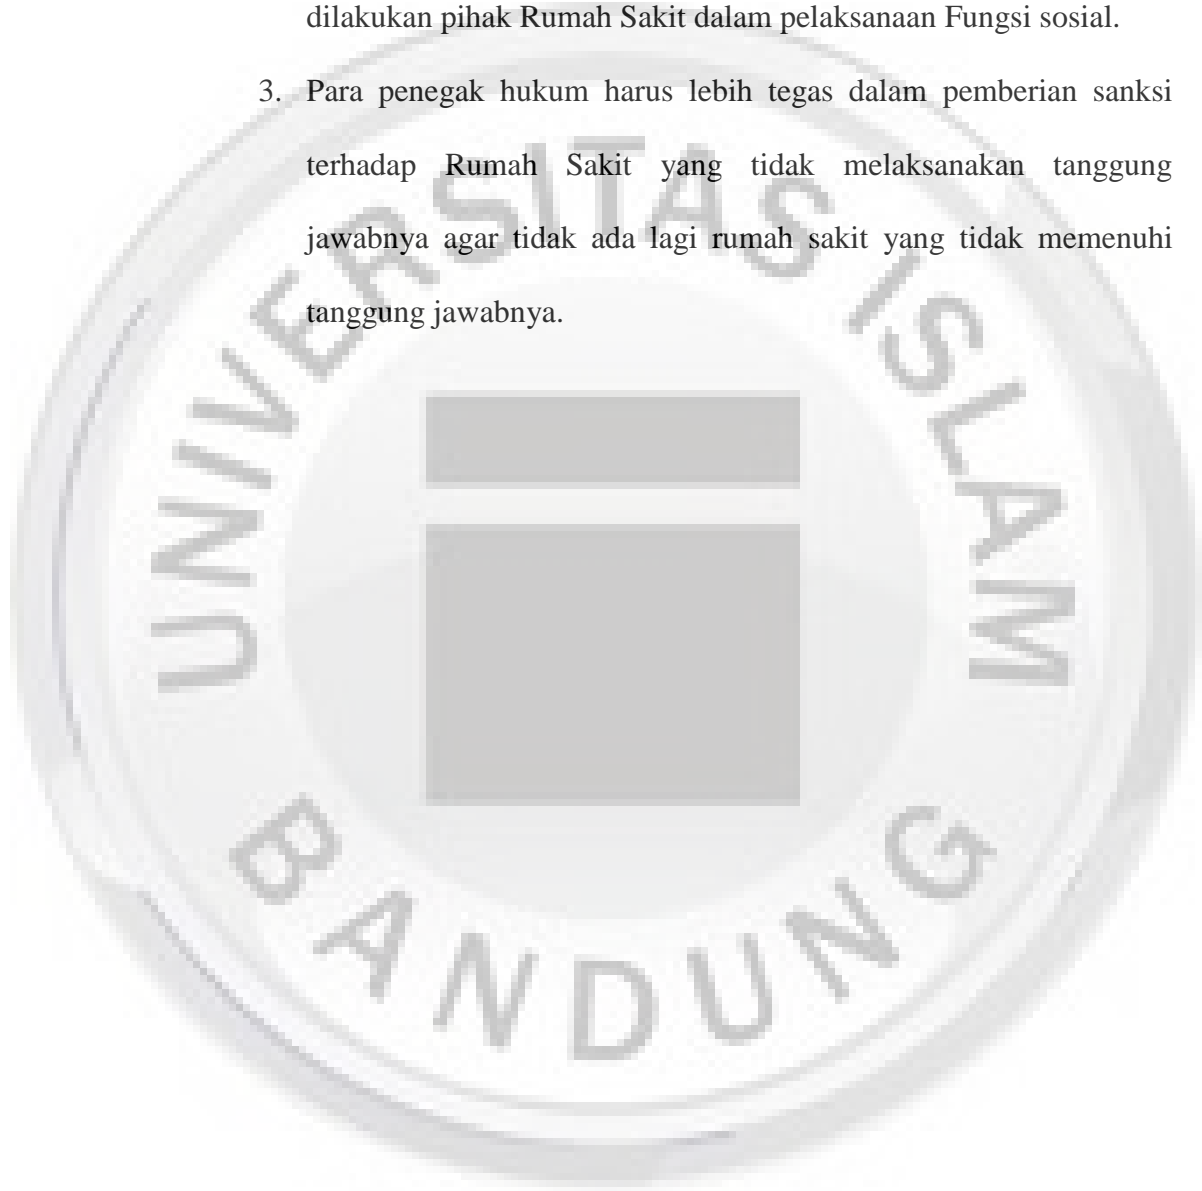 dilakukan pihak Rumah Sakit dalam pelaksanaan Fungsi sosial.
3. Para penegak hukum harus lebih tegas dalam pemberian sanksi
terhadap Rumah Sakit yang tidak melaksanakan tanggung
jawabnya agar tidak ada lagi rumah sakit yang tidak memenuhi
tanggung jawabnya.
UNIVERSITAS ISLAM
BANDUNG